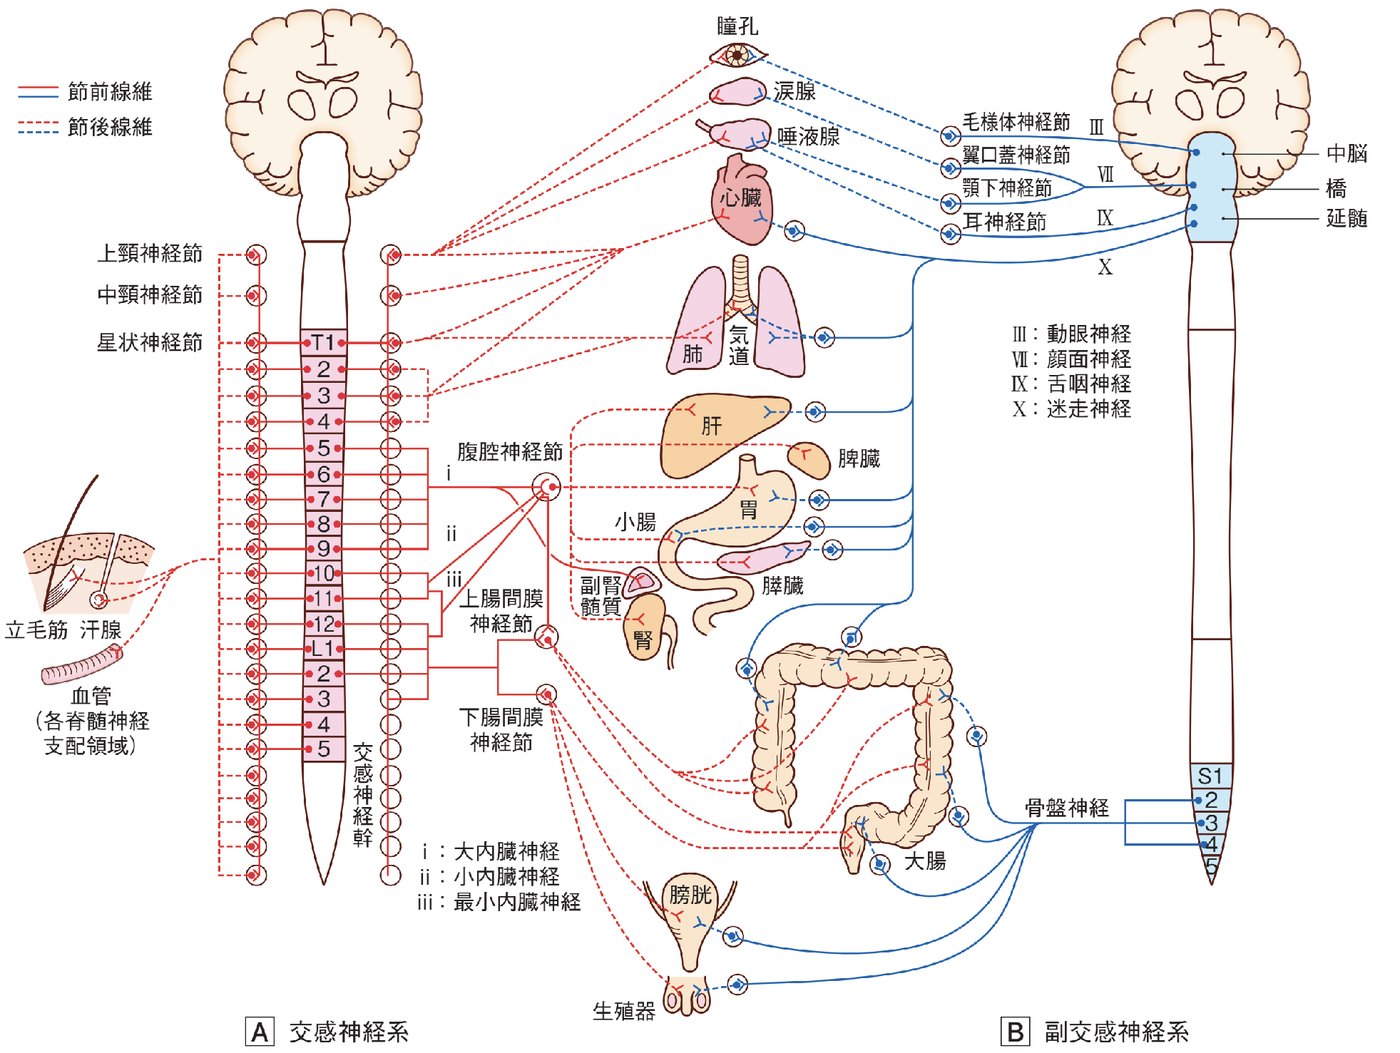 節前線維
節後線維
瞳孔
涙腺
唾液腺
心臓
肺
気
道
肝
脾臓
胃
小腸
膵臓
副腎
髄質
腎
大腸
膀胱
生殖器
上頸神経節
中頸神経節
星状神経節
T1
2
3
4
5
6
7
8
9
10
11
12
L1
2
3
4
5
立毛筋 汗腺
血管
(各脊髄神経
支配領域)
交感神経幹
腹腔神経節
i
ii
iii
上腸間膜
神経節
下腸間膜
神経節
i：大内臓神経
ii：小内臓神経
iii：最小内臓神経
毛様体神経節
翼口蓋神経節
顎下神経節
耳神経節
Ⅲ
Ⅶ
Ⅸ
Ⅹ
中脳
橋
延髄
Ⅲ：動眼神経
Ⅶ：顔面神経
Ⅸ：舌咽神経
Ⅹ：迷走神経
骨盤神経
S1
2
3
4
5
A 交感神経系
B 副交感神経系